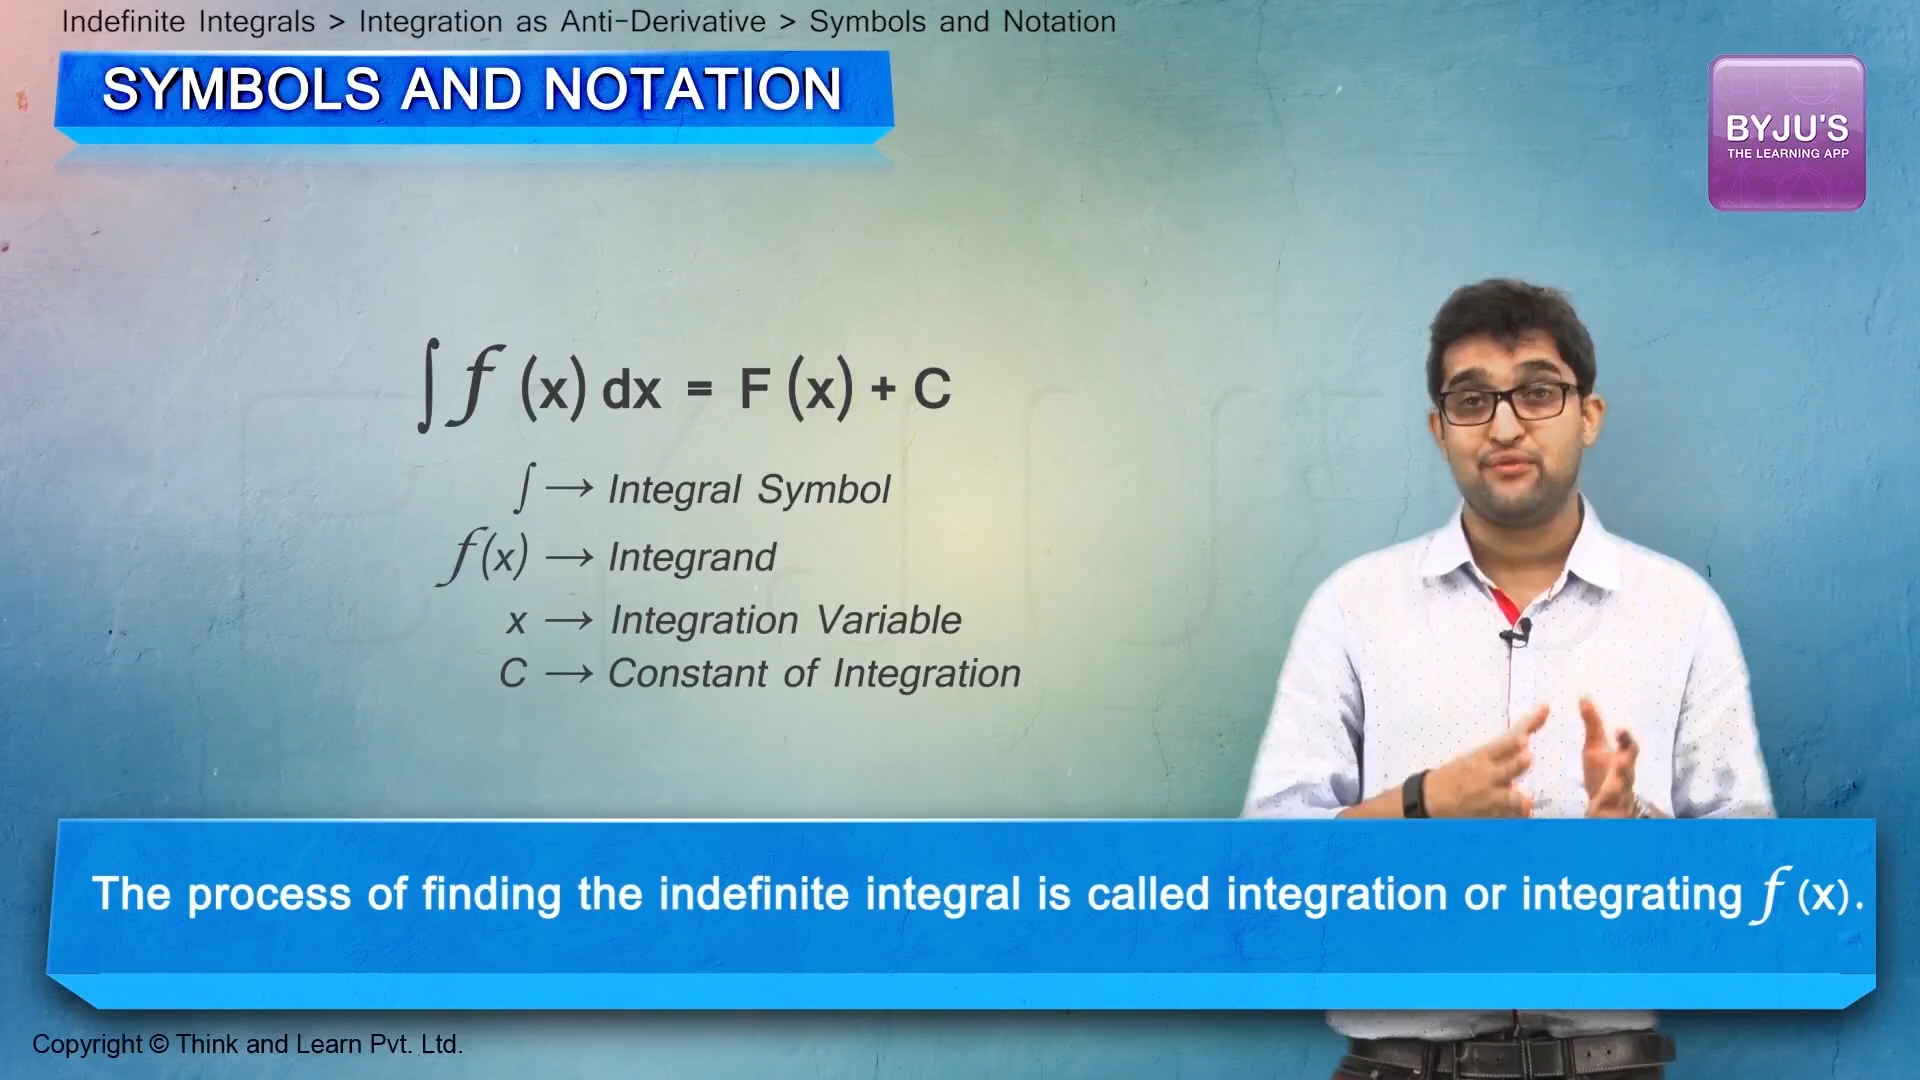 Indefinite Integrals > Integration as Anti-Derivative > Symbols and Notation
SYMBOLS AND NOTATION
BYJU'S
THE LEARNING APP
∫ f (x) dx = F (x) + C
∫ → Integral Symbol
f(x) → Integrand
x → Integration Variable
C → Constant of Integration
The process of finding the indefinite integral is called integration or integrating f (x).
Copyright © Think and Learn Pvt. Ltd.